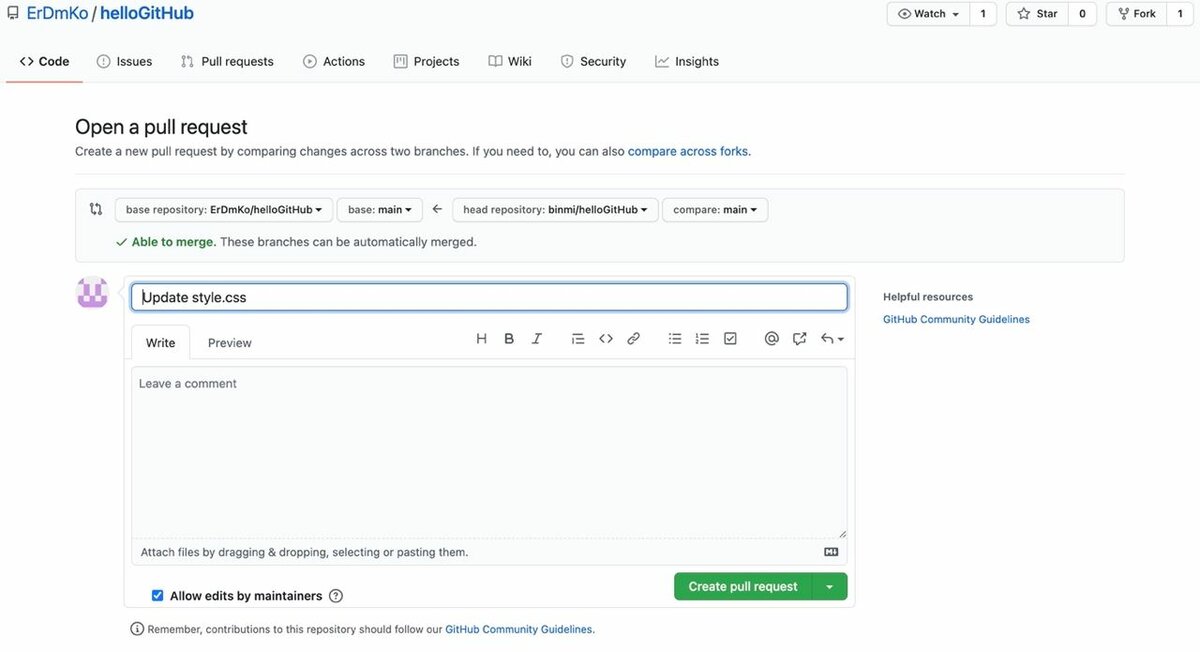 ErDmKo / helloGitHub
Watch 1 Star 0 Fork 1
Code Issues Pull requests Actions Projects Wiki Security Insights
Open a pull request
Create a new pull request by comparing changes across two branches. If you need to, you can also compare across forks.
base repository: ErDmKo/helloGitHub base: main head repository: binmi/helloGitHub compare: main
Able to merge. These branches can be automatically merged.
Update style.css
Helpful resources
GitHub Community Guidelines
Write Preview H B I
Leave a comment
Attach files by dragging & dropping, selecting or pasting them.
Allow edits by maintainers
Create pull request
Remember, contributions to this repository should follow our GitHub Community Guidelines.